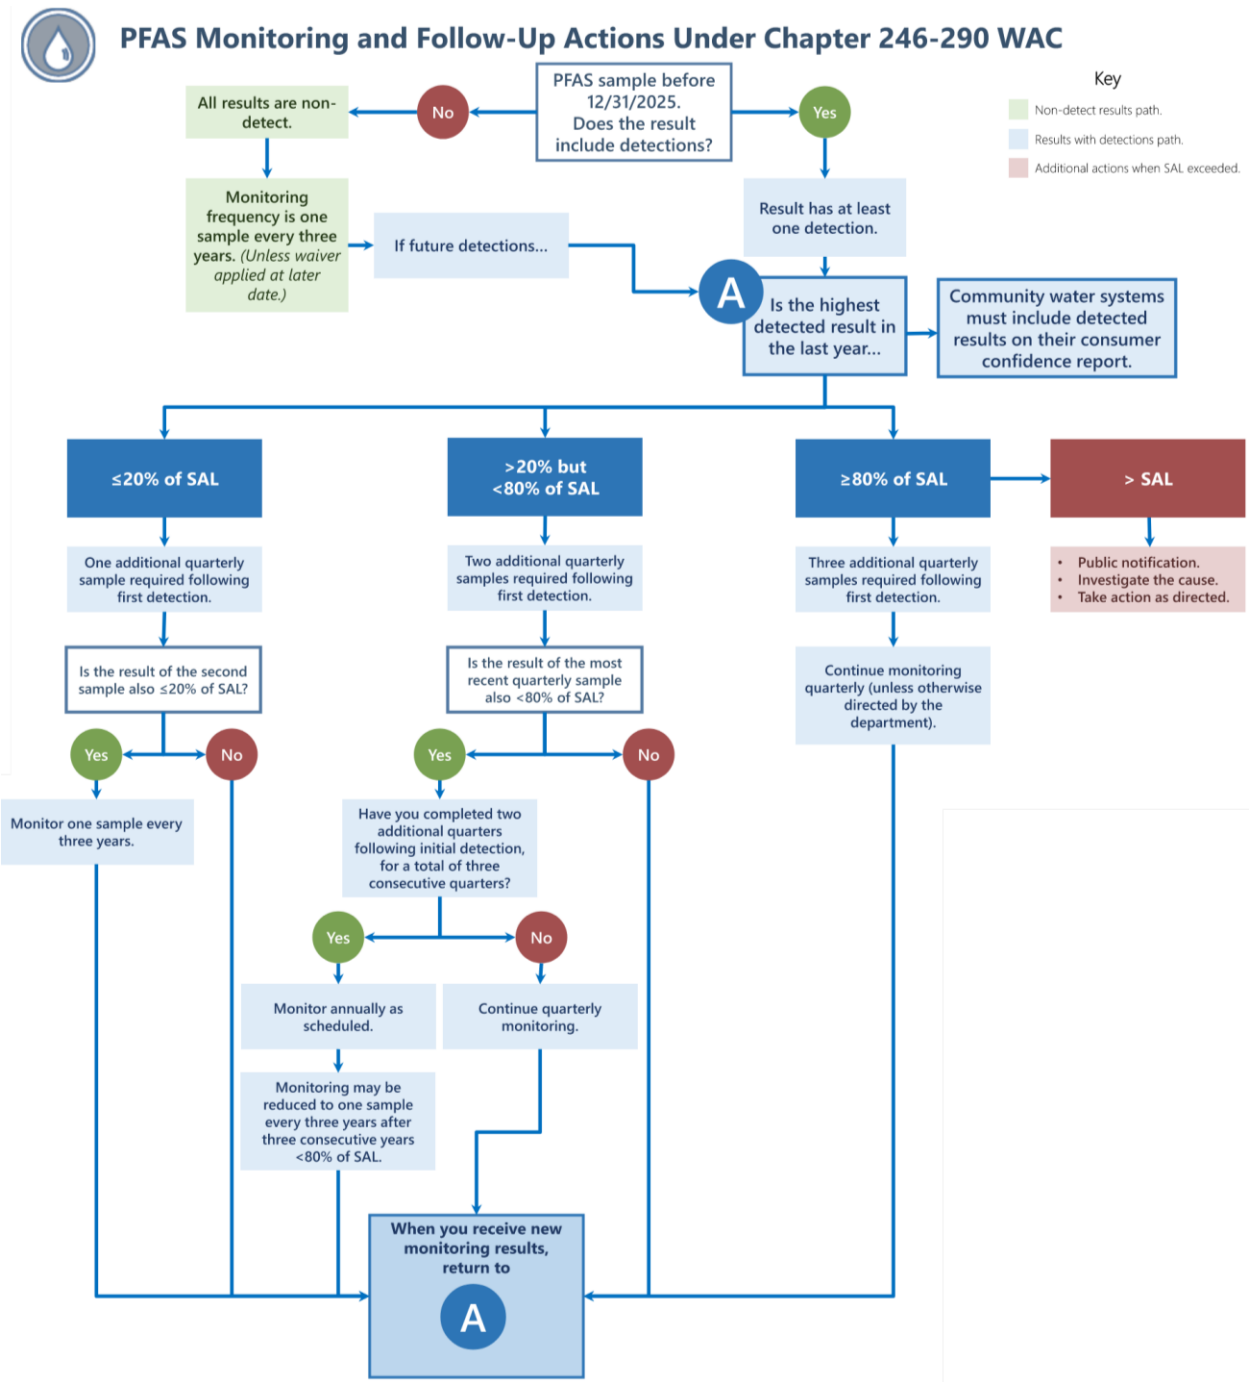 PFAS Monitoring and Follow-Up Actions Under Chapter 246-290 WAC
Key
Non-detect results path.
Results with detections path.
Additional actions when SAL exceeded.
PFAS sample before
12/31/2025.
Does the result
include detections?
No
Yes
All results are non-
detect.
Monitoring
frequency is one
sample every three
years. (Unless waiver
applied at later
date.)
If future detections...
Result has at least
one detection.
A
Is the highest
detected result in
the last year...
Community water systems
must include detected
results on their consumer
confidence report.
≤20% of SAL
>20% but
<80% of SAL
≥80% of SAL
> SAL
One additional quarterly
sample required following
first detection.
Two additional quarterly
samples required following
first detection.
Three additional quarterly
samples required following
first detection.
• Public notification.
• Investigate the cause.
• Take action as directed.
Is the result of the second
sample also ≤20% of SAL?
Is the result of the most
recent quarterly sample
also <80% of SAL?
Continue monitoring
quarterly (unless otherwise
directed by the
department).
Yes
No
Yes
No
Monitor one sample every
three years.
Have you completed two
additional quarters
following initial detection,
for a total of three
consecutive quarters?
Yes
No
Monitor annually as
scheduled.
Continue quarterly
monitoring.
Monitoring may be
reduced to one sample
every three years after
three consecutive years
<80% of SAL.
When you receive new
monitoring results,
return to
A